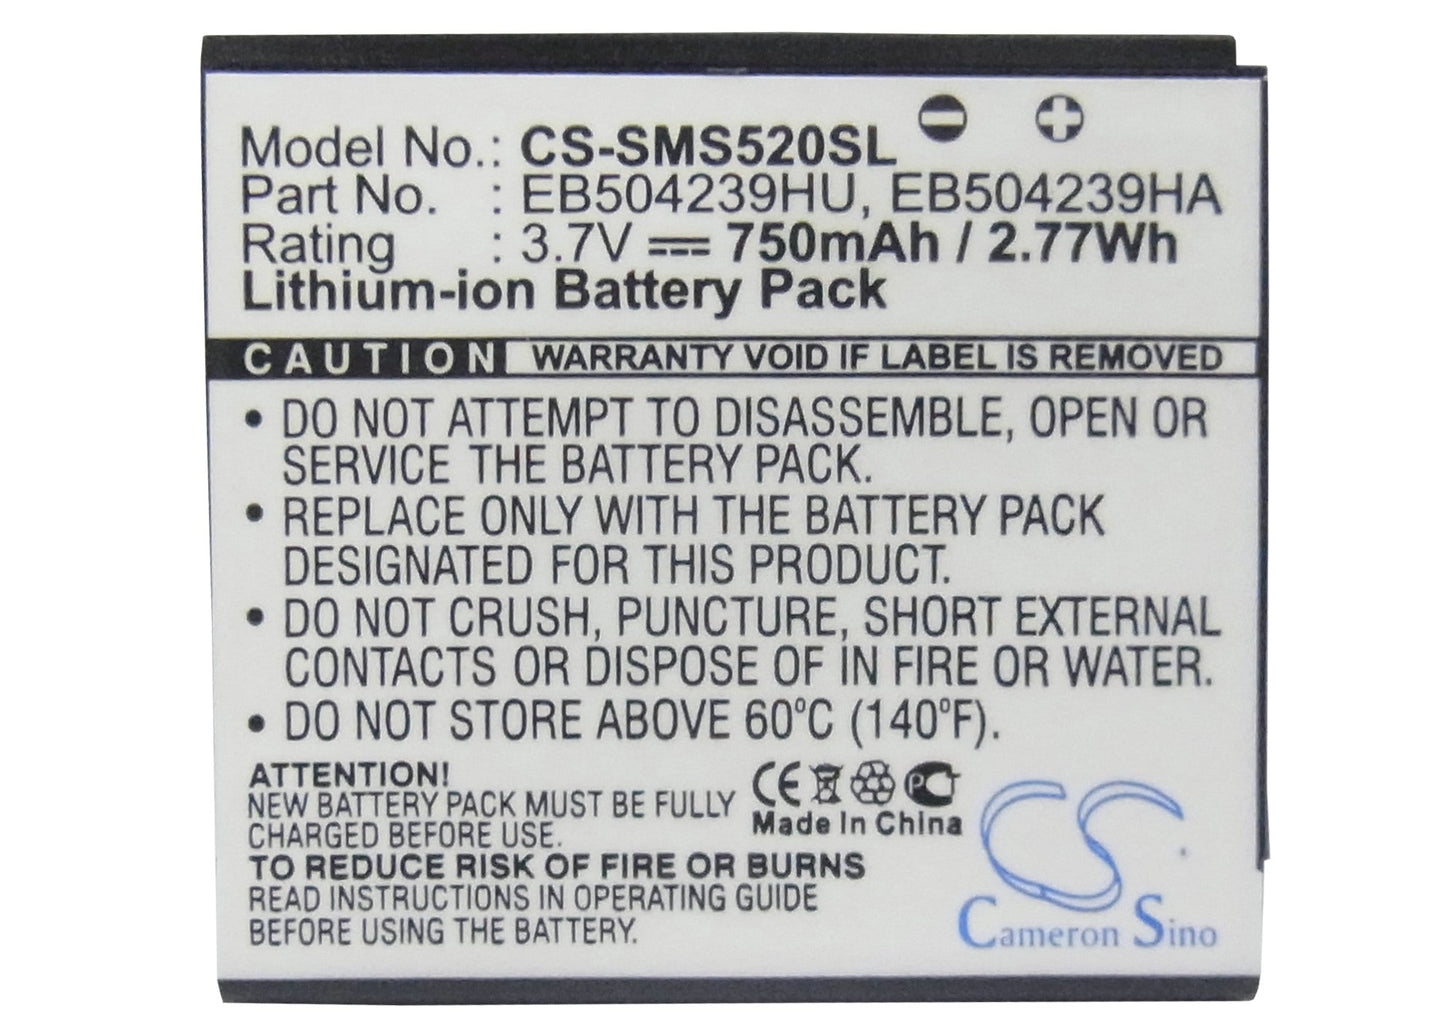 Model No.: CS-SMS520SL
Part No. : EB504239HU, EB504239HA
Rating : 3.7V 750mAh / 2.77Wh
Lithium-ion Battery Pack
CAUTION WARRANTY VOID IF LABEL IS REMOVED
• DO NOT ATTEMPT TO DISASSEMBLE, OPEN OR
SERVICE THE BATTERY PACK.
• REPLACE ONLY WITH THE BATTERY PACK
DESIGNATED FOR THIS PRODUCT.
• DO NOT CRUSH, PUNCTURE, SHORT EXTERNAL
CONTACTS OR DISPOSE OF IN FIRE OR WATER.
• DO NOT STORE ABOVE 60°C (140°F).
ATTENTION!
NEW BATTERY PACK MUST BE FULLY
CHARGED BEFORE USE.
TO REDUCE RISK OF FIRE OR BURNS
READ INSTRUCTIONS IN OPERATING GUIDE
BEFORE USING THE BATTERY.
CE
Made In China
CS
Cameron Sino